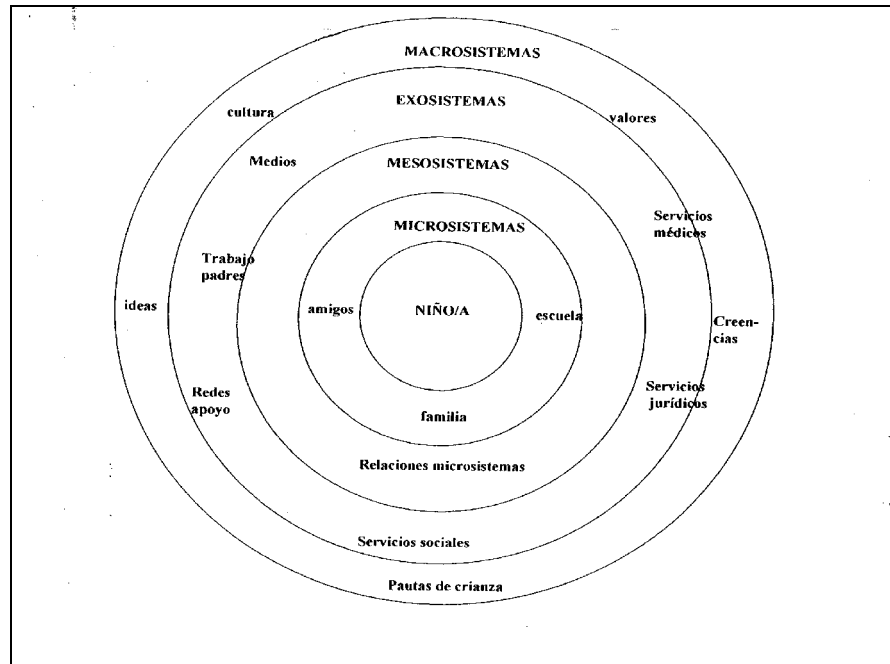 MACROSISTEMAS
EXOSISTEMAS
cultura
valores
Medios
MESOSISTEMAS
Servicios
médicos
MICROSISTEMAS
Trabajo
padres
ideas
amigos
NIÑO/A
escuela
Creen-
cias
Redes
apoyo
Servicios
jurídicos
familia
Relaciones microsistemas
Servicios sociales
Pautas de crianza